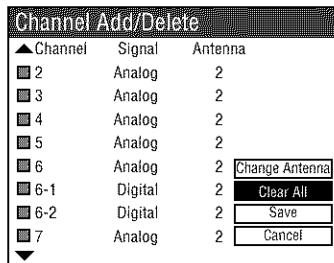 Channel Add/Delete
Channel Signal Antenna
2 Analog 2
3 Analog 2
4 Analog 2
5 Analog 2
6 Analog 2 Change Antenna
6-1 Digital 2 Clear All
6-2 Digital 2 Save
7 Analog 2 Cancel